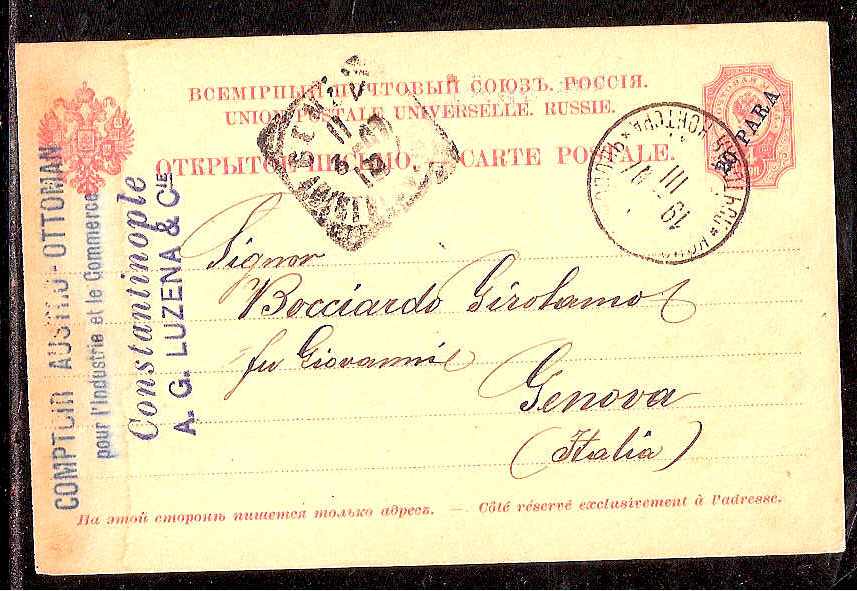 ВСЕМІРНЫЙ ПОЧТОВЫЙ СОЮЗЪ. РОССІЯ.
UNION POSTALE UNIVERSELLE. RUSSIE.
ОТКРЫТОЕ ПИСЬМО. — CARTE POSTALE.
20 PARA
COMPTOIR AUSTRO-OTTOMAN
pour l'Industrie et le Commerce
Constantinople
A. G. LUZENA & CIE
Signor
Bocciardo Girolamo
fu Giovanni
Genova
(Italia)
На этой сторонѣ пишется только адресъ. — Côté réservé exclusivement à l'adresse.